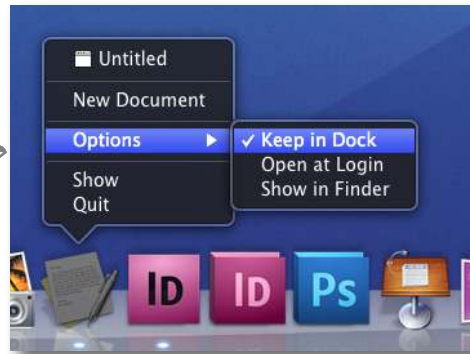 Untitled
New Document
Options
✓ Keep in Dock
Open at Login
Show in Finder
Show
Quit
ID
ID
Ps